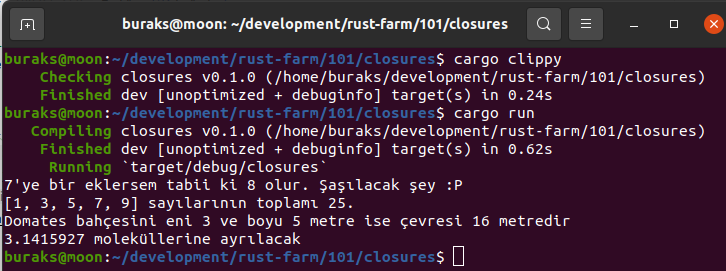 buraks@moon: ~/development/rust-farm/101/closures
buraks@moon:~/development/rust-farm/101/closures$ cargo clippy
    Checking closures v0.1.0 (/home/buraks/development/rust-farm/101/closures)
    Finished dev [unoptimized + debuginfo] target(s) in 0.24s
buraks@moon:~/development/rust-farm/101/closures$ cargo run
   Compiling closures v0.1.0 (/home/buraks/development/rust-farm/101/closures)
    Finished dev [unoptimized + debuginfo] target(s) in 0.62s
     Running `target/debug/closures`
7'ye bir eklersem tabii ki 8 olur. Şaşılacak şey :P
[1, 3, 5, 7, 9] sayılarının toplamı 25.
Domates bahçesini eni 3 ve boyu 5 metre ise çevresi 16 metredir
3.1415927 moleküllerine ayrılacak
buraks@moon:~/development/rust-farm/101/closures$